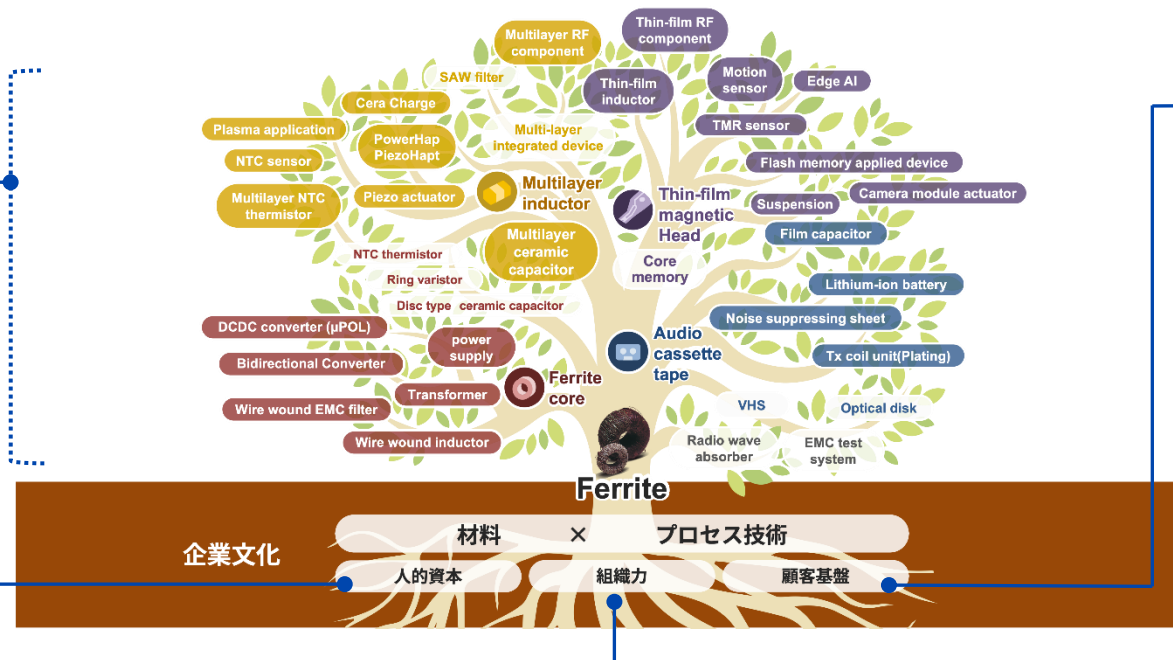 Multilayer RF
component
Thin-film RF
component
SAW filter
Thin-film
inductor
Motion
sensor
Edge AI
Cera Charge
Plasma application
PowerHap
PiezoHapt
Multi-layer
integrated device
TMR sensor
NTC sensor
Flash memory applied device
Multilayer NTC
thermistor
Piezo actuator
Multilayer
inductor
Thin-film
magnetic
Head
Suspension
Camera module actuator
Film capacitor
Multilayer
ceramic
capacitor
NTC thermistor
Core
memory
Ring varistor
Lithium-ion battery
Disc type ceramic capacitor
Noise suppressing sheet
DCDC converter (µPOL)
power
supply
Audio
cassette
tape
Tx coil unit(Plating)
Bidirectional Converter
Ferrite
core
Transformer
Wire wound EMC filter
VHS
Optical disk
Wire wound inductor
Radio wave
absorber
EMC test
system
Ferrite
企業文化
材料 × プロセス技術
人的資本
組織力
顧客基盤